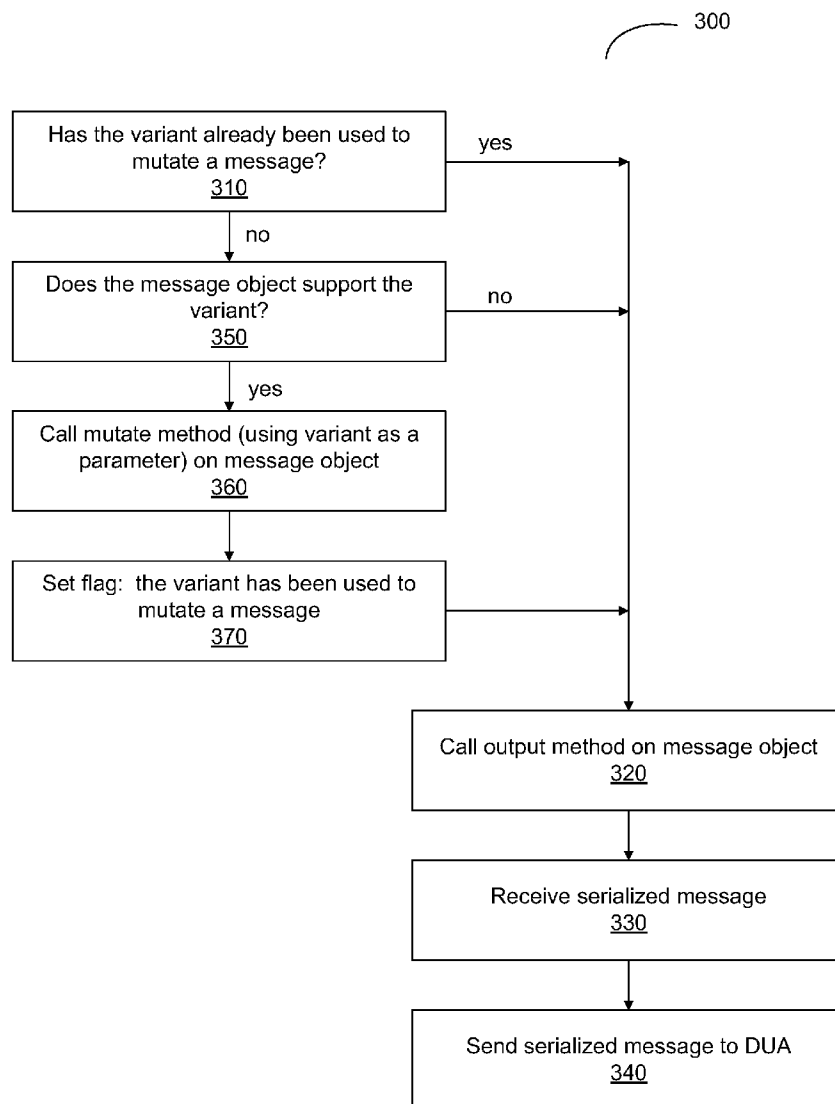 300
Has the variant already been used to
mutate a message?
310
yes
no
Does the message object support the
variant?
350
no
yes
Call mutate method (using variant as a
parameter) on message object
360
Set flag:  the variant has been used to
mutate a message
370
Call output method on message object
320
Receive serialized message
330
Send serialized message to DUA
340